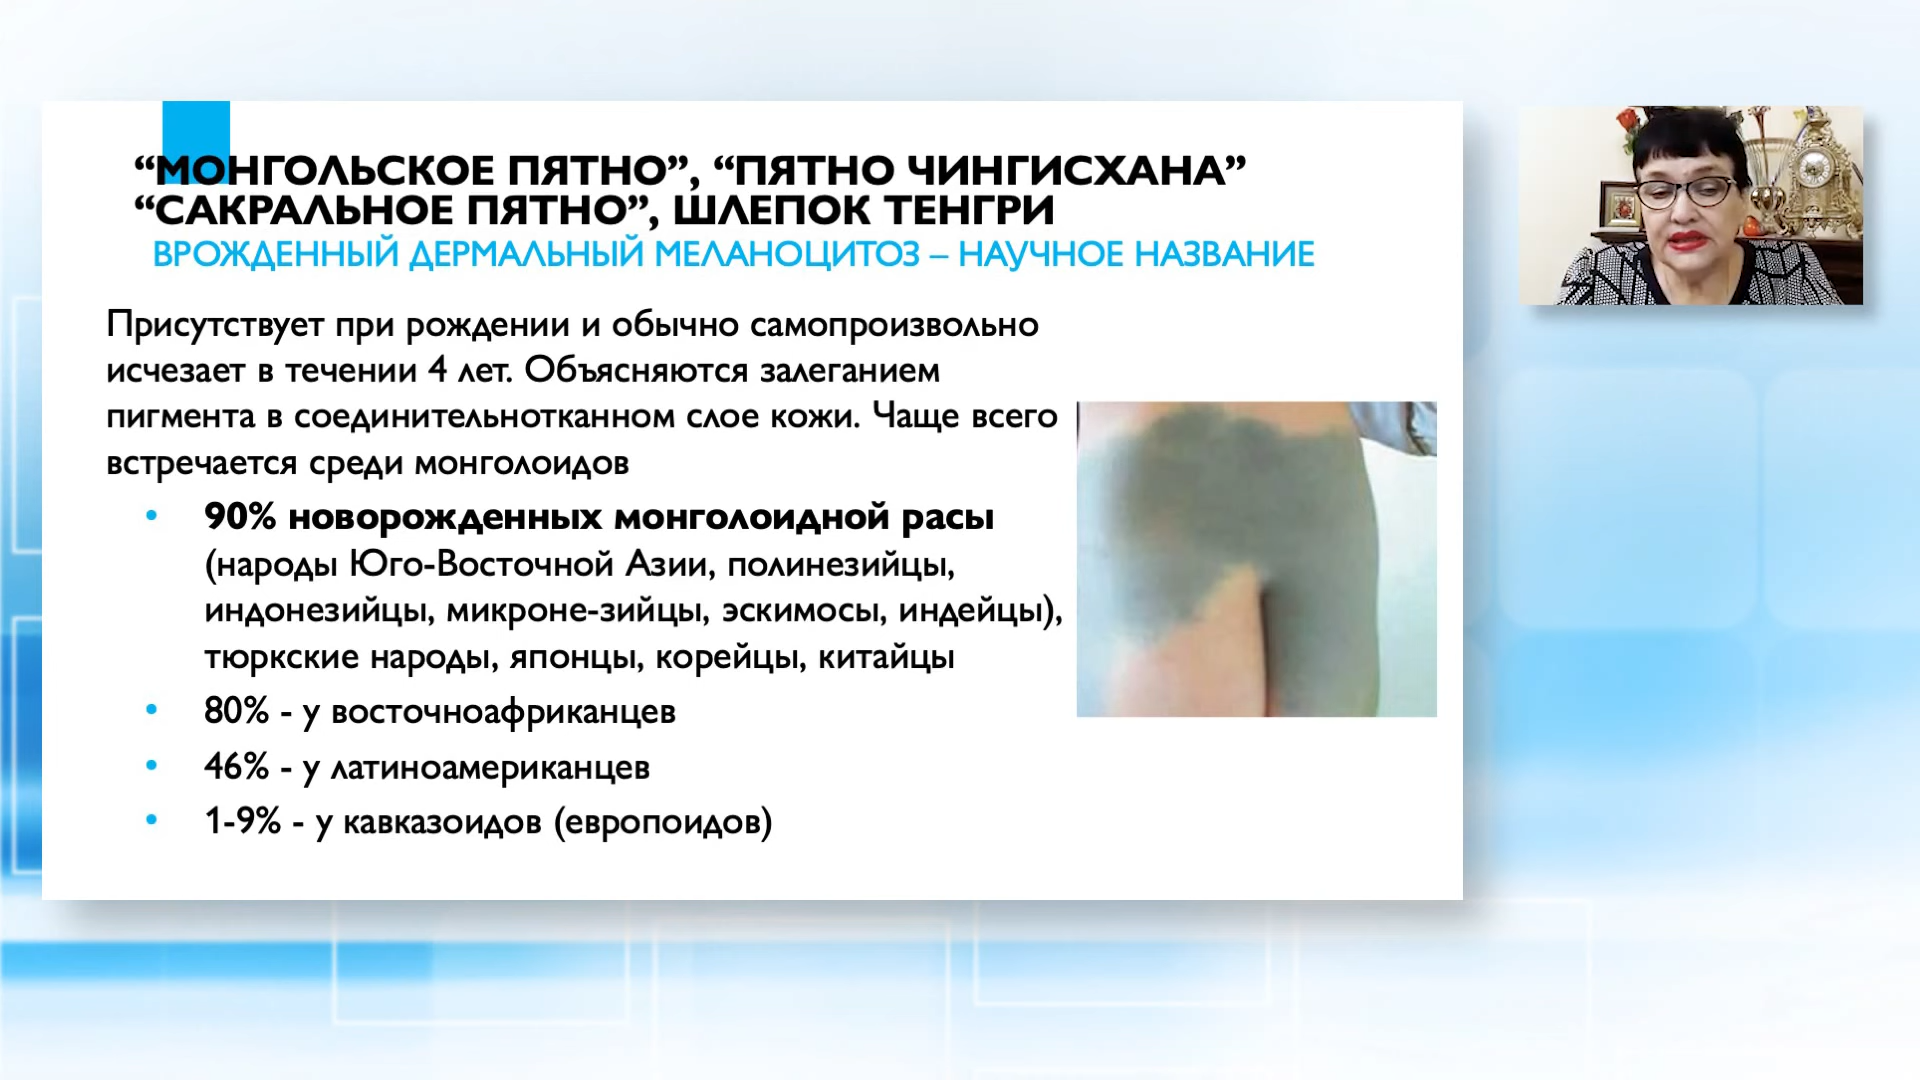 “МОНГОЛЬСКОЕ ПЯТНО”, “ПЯТНО ЧИНГИСХАНА”
“САКРАЛЬНОЕ ПЯТНО”, ШЛЕПОК ТЕНГРИ
ВРОЖДЕННЫЙ ДЕРМАЛЬНЫЙ МЕЛАНОЦИТОЗ – НАУЧНОЕ НАЗВАНИЕ
Присутствует при рождении и обычно самопроизвольно
исчезает в течении 4 лет. Объясняются залеганием
пигмента в соединительнотканном слое кожи. Чаще всего
встречается среди монголоидов
• 90% новорожденных монголоидной расы
(народы Юго-Восточной Азии, полинезийцы,
индонезийцы, микроне-зийцы, эскимосы, индейцы),
тюркские народы, японцы, корейцы, китайцы
• 80% - у восточноафриканцев
• 46% - у латиноамериканцев
• 1-9% - у кавказоидов (европоидов)